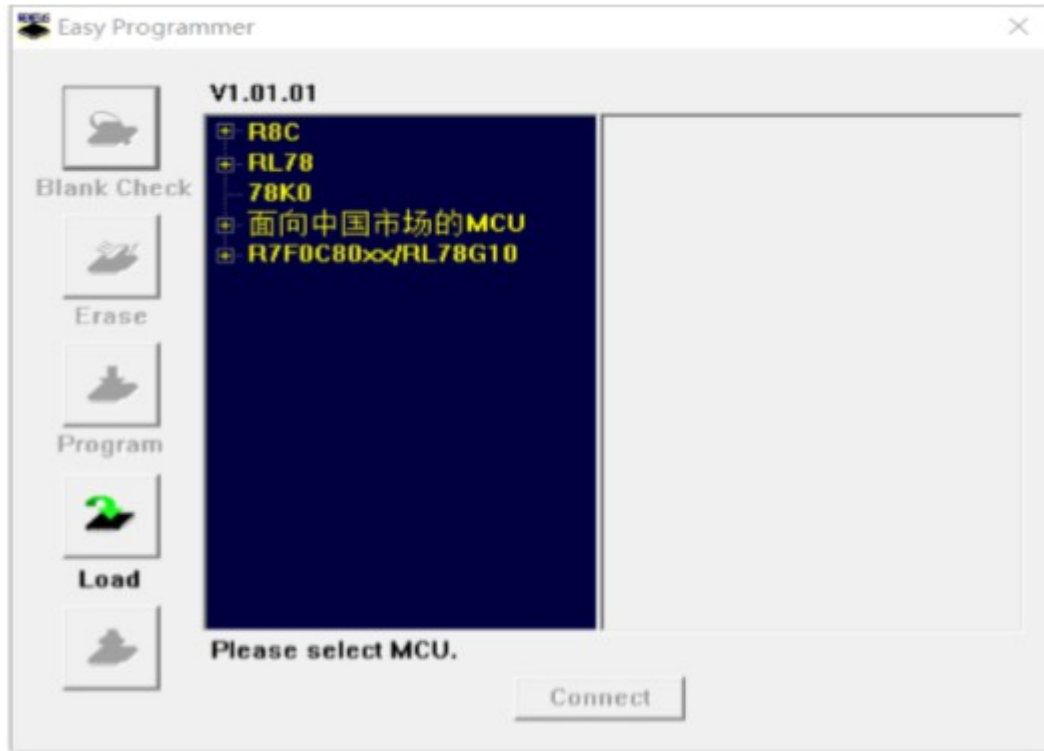 Easy Programmer
V1.01.01
R8C
RL78
78K0
面向中国市场的MCU
R7F0C80xx/RL78G10
Blank Check
Erase
Program
Load
Please select MCU.
Connect